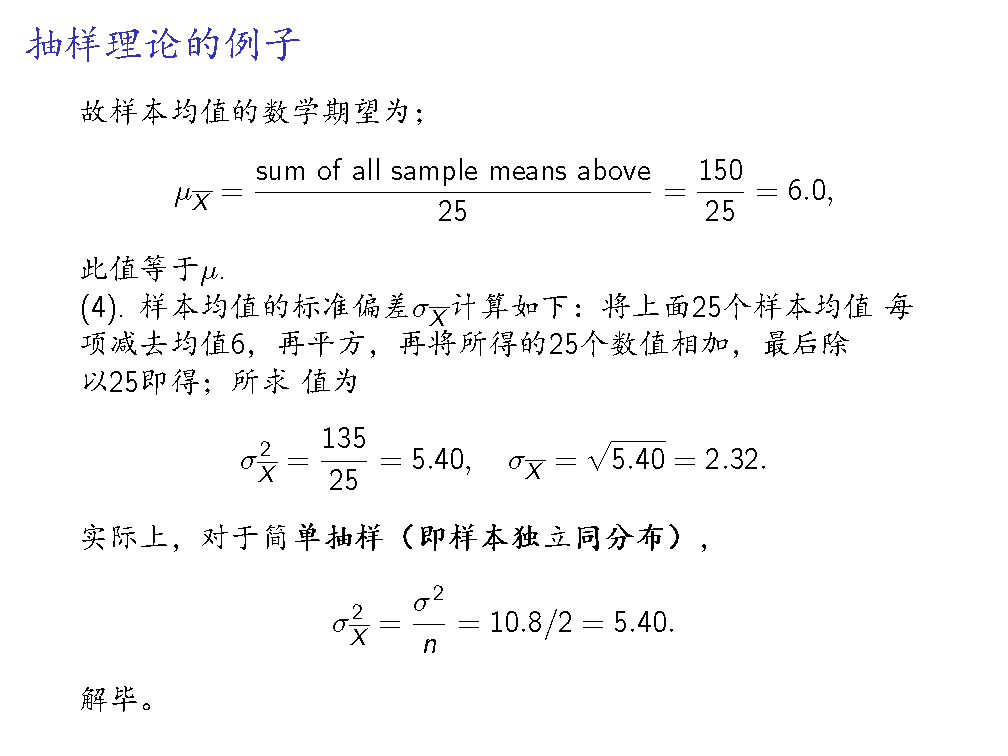 抽样理论的例子
故样本均值的数学期望为；
μ_X̄ = sum of all sample means above / 25 = 150 / 25 = 6.0,
此值等于μ.
(4). 样本均值的标准偏差σ_X̄计算如下：将上面25个样本均值 每
项减去均值6，再平方，再将所得的25个数值相加，最后除
以25即得；所求 值为
σ²_X̄ = 135 / 25 = 5.40, σ_X̄ = √5.40 = 2.32.
实际上，对于简单抽样（即样本独立同分布），
σ²_X̄ = σ² / n = 10.8/2 = 5.40.
解毕。